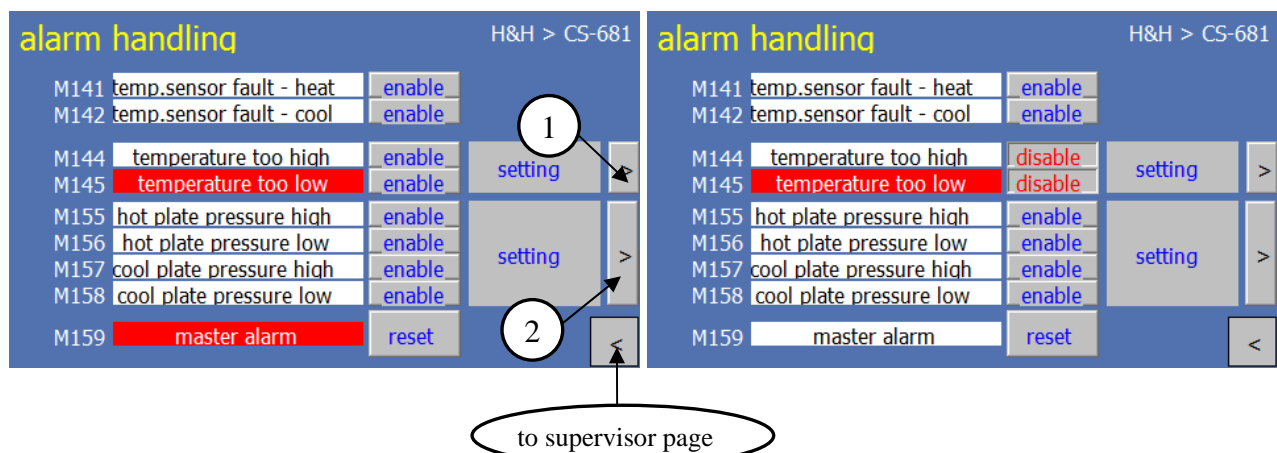 alarm handling H&H > CS-681
M141 temp.sensor fault - heat enable
M142 temp.sensor fault - cool enable
1
M144 temperature too high enable setting >
M145 temperature too low enable
M155 hot plate pressure high enable
M156 hot plate pressure low enable
M157 cool plate pressure high enable setting >
M158 cool plate pressure low enable
2
M159 master alarm reset <
alarm handling H&H > CS-681
M141 temp.sensor fault - heat enable
M142 temp.sensor fault - cool enable
M144 temperature too high disable setting >
M145 temperature too low disable
M155 hot plate pressure high enable
M156 hot plate pressure low enable
M157 cool plate pressure high enable setting >
M158 cool plate pressure low enable
M159 master alarm reset <
to supervisor page